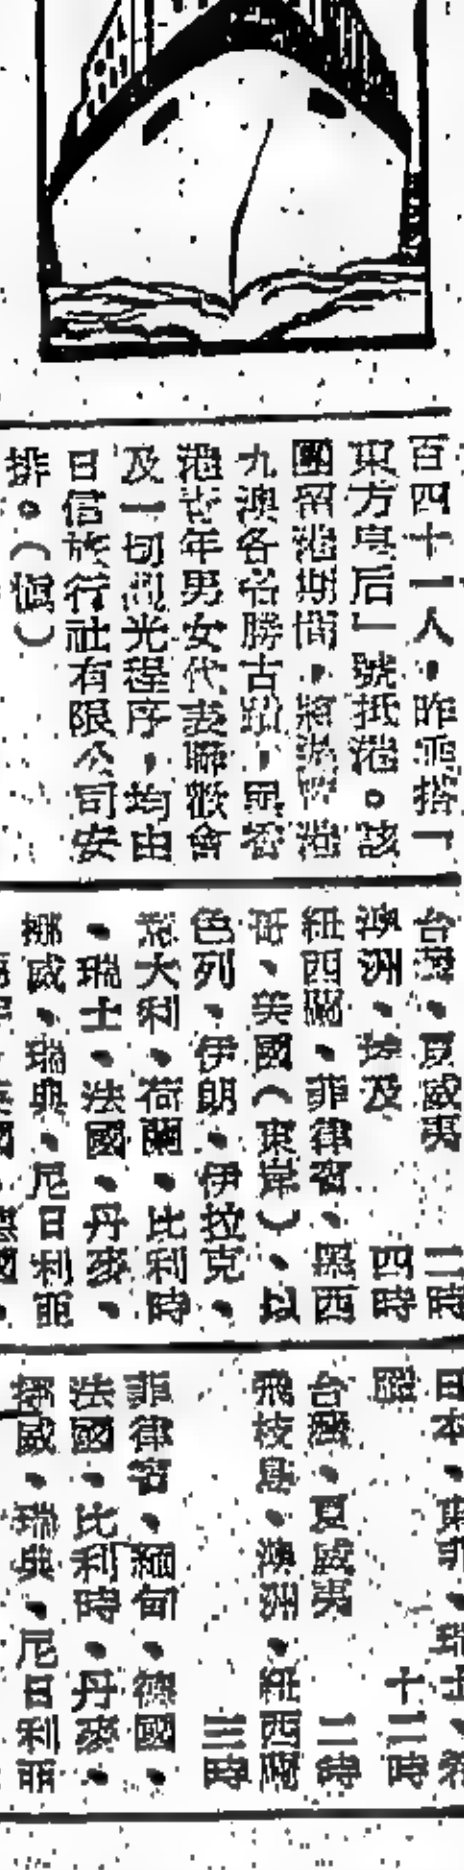 百四十一人，昨乘搭「
東方皇后」號抵港。該
團留港期間，將遊覽港
九澳各名勝古蹟，與香
港青年男女代表聯歡會
及一切觀光程序，均由
日信旅行社有限公司安
排。（愼）
台灣、夏威夷　二時
澳洲、埃及　四時
紐西蘭、菲律賓、墨西
哥、美國（東岸）、以
色列、伊朗、伊拉克、
意大利、荷蘭、比利時
、瑞士、法國、丹麥、
挪威、瑞典、尼日利亞
日本、東非、瑞士、希
臘　十二時
台灣、夏威夷　二時
飛枝島、澳洲、紐西蘭
三時
菲律賓、緬甸、德國、
法國、比利時、丹麥、
挪威、瑞典、尼日利亞